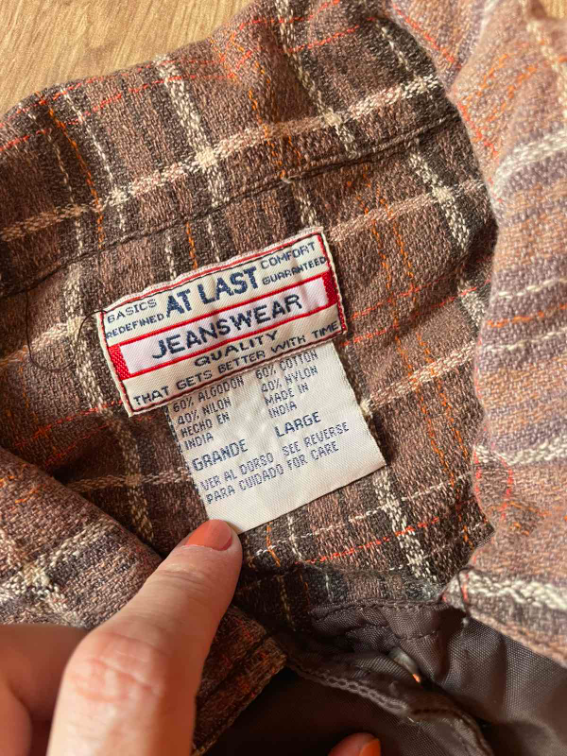 BASICS REDEFINED
AT LAST
COMFORT GUARANTEED
JEANSWEAR
QUALITY
THAT GETS BETTER WITH TIME
60% ALGODON
40% NILON
HECHO EN
INDIA
60% COTTON
40% NYLON
MADE IN
INDIA
GRANDE LARGE
VER AL DORSO SEE REVERSE
PARA CUIDADO FOR CARE